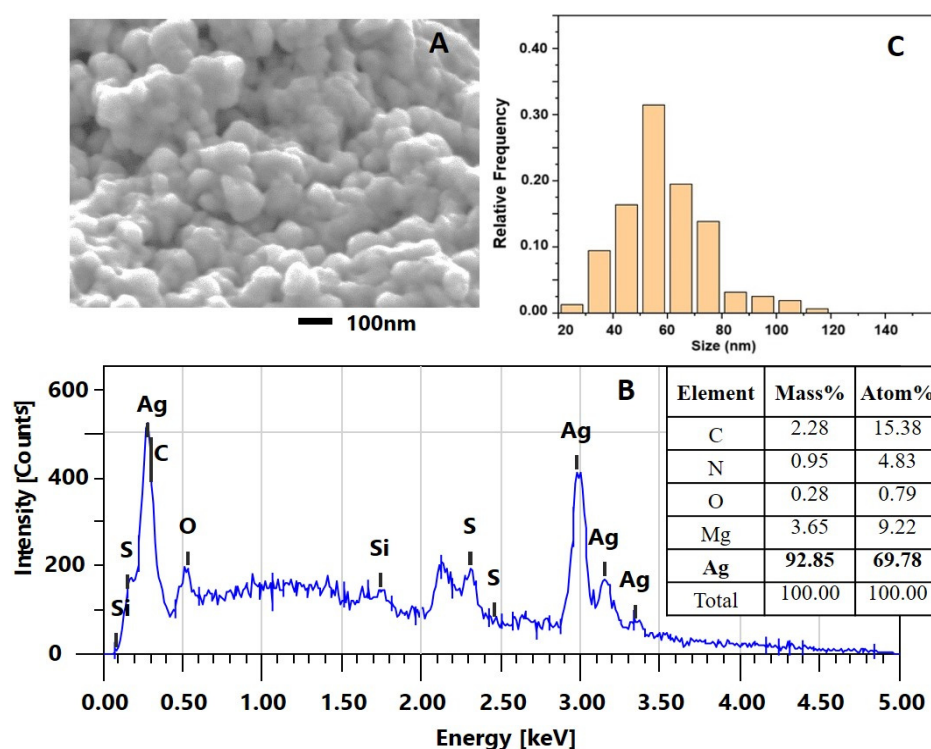 A
100nm
C
Relative Frequency
0.40
0.30
0.20
0.10
0.00
20 40 60 80 100 120 140
Size (nm)
B
Intensity [Counts]
600
400
200
0
Si
S
Ag
C
O
Si
S
S
Ag
Ag
Ag
0.00 0.50 1.00 1.50 2.00 2.50 3.00 3.50 4.00 4.50 5.00
Energy [keV]
Element Mass% Atom%
C 2.28 15.38
N 0.95 4.83
O 0.28 0.79
Mg 3.65 9.22
Ag 92.85 69.78
Total 100.00 100.00